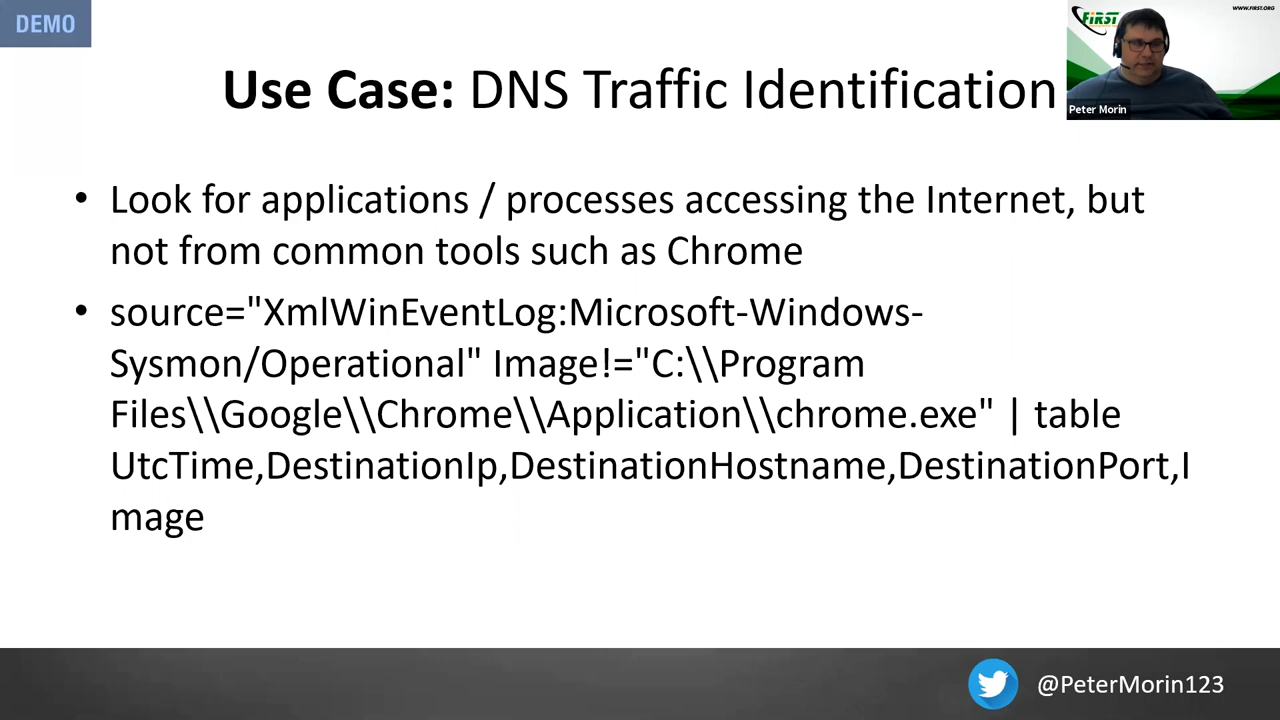 DEMO
FiRST
WWW.FIRST.ORG
Peter Morin
Use Case: DNS Traffic Identification
• Look for applications / processes accessing the Internet, but
not from common tools such as Chrome
• source="XmlWinEventLog:Microsoft-Windows-
Sysmon/Operational" Image!="C:\\Program
Files\\Google\\Chrome\\Application\\chrome.exe" | table
UtcTime,DestinationIp,DestinationHostname,DestinationPort,I
mage
@PeterMorin123